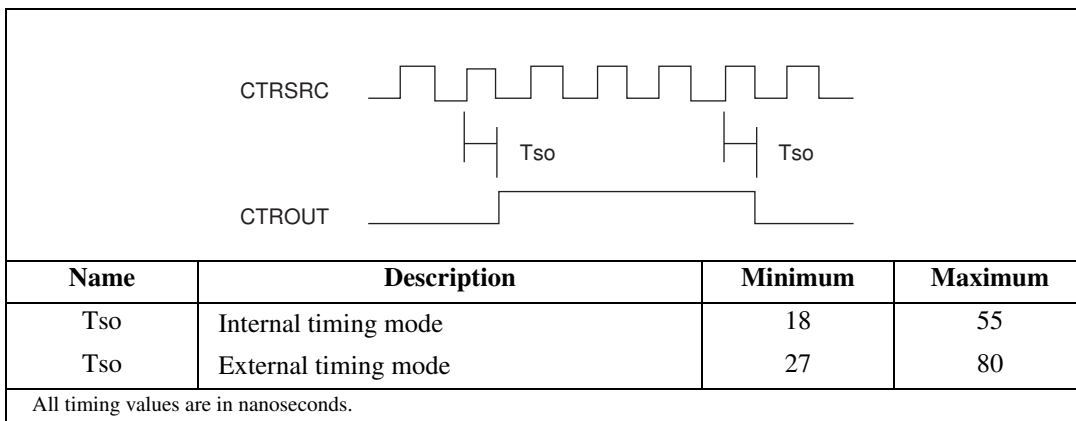 CTRSRC
Tso Tso
CTROUT
Name Description Minimum Maximum
Tso Internal timing mode 18 55
Tso External timing mode 27 80
All timing values are in nanoseconds.